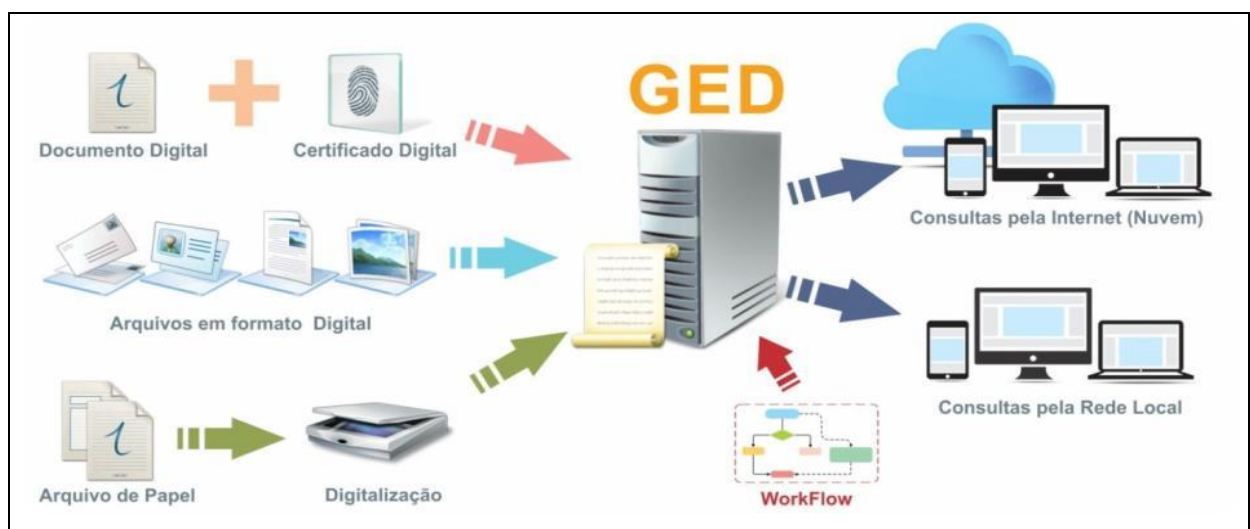 GED
Documento Digital
Certificado Digital
Consultas pela Internet (Nuvem)
Arquivos em formato Digital
Consultas pela Rede Local
Arquivo de Papel
Digitalização
WorkFlow